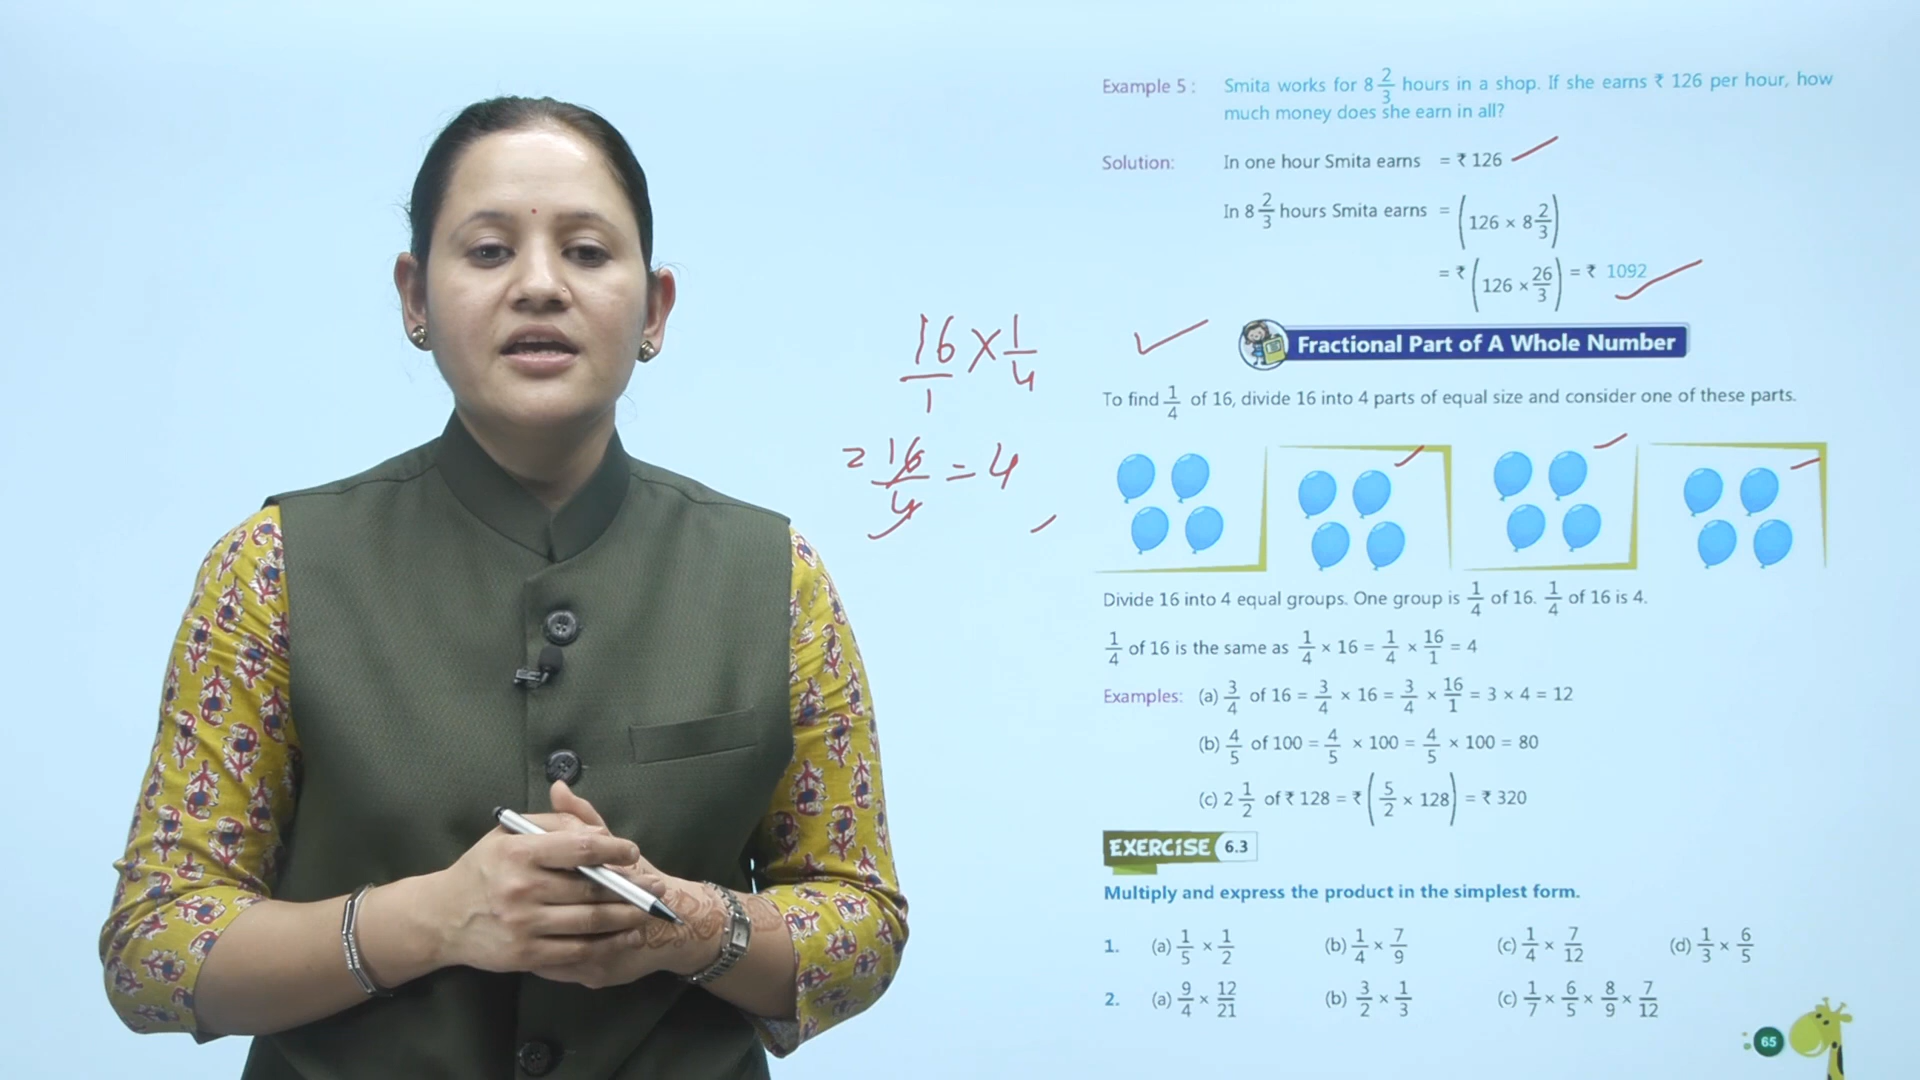 Example 5 : Smita works for 8 2/3 hours in a shop. If she earns ₹ 126 per hour, how
much money does she earn in all?
Solution: In one hour Smita earns = ₹ 126
In 8 2/3 hours Smita earns = (126 × 8 2/3)
= ₹ (126 × 26/3) = ₹ 1092
16/1 × 1/4
Fractional Part of A Whole Number
To find 1/4 of 16, divide 16 into 4 parts of equal size and consider one of these parts.
= 16/4 = 4
Divide 16 into 4 equal groups. One group is 1/4 of 16. 1/4 of 16 is 4.
1/4 of 16 is the same as 1/4 × 16 = 1/4 × 16/1 = 4
Examples: (a) 3/4 of 16 = 3/4 × 16 = 3/4 × 16/1 = 3 × 4 = 12
(b) 4/5 of 100 = 4/5 × 100 = 4/5 × 100 = 80
(c) 2 1/2 of ₹ 128 = ₹ (5/2 × 128) = ₹ 320
EXERCISE 6.3
Multiply and express the product in the simplest form.
1. (a) 1/5 × 1/2 (b) 1/4 × 7/9 (c) 1/4 × 7/12 (d) 1/3 × 6/5
2. (a) 9/4 × 12/21 (b) 3/2 × 1/3 (c) 1/7 × 6/5 × 8/9 × 7/12
65